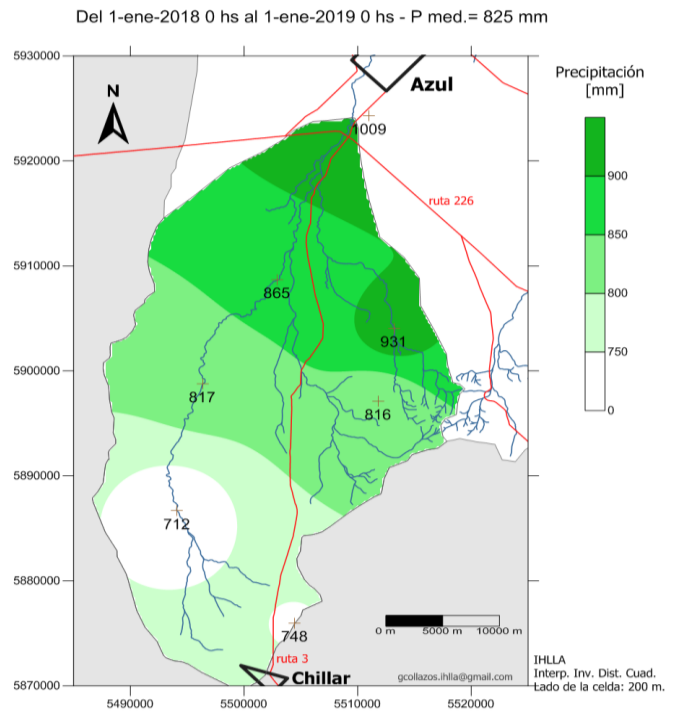 Del 1-ene-2018 0 hs al 1-ene-2019 0 hs - P med.= 825 mm
5930000
Azul
Precipitación
[mm]
N
1009
900
5920000
ruta 226
850
5910000
865
800
931
750
5900000
817
816
0
5890000
712
5880000
748
0 m 5000 m 10000 m
ruta 3
IHLLA
Chillar
gcollazos.ihlla@gmail.com
Interp. Inv. Dist. Cuad.
Lado de la celda: 200 m.
5870000
5490000 5500000 5510000 5520000